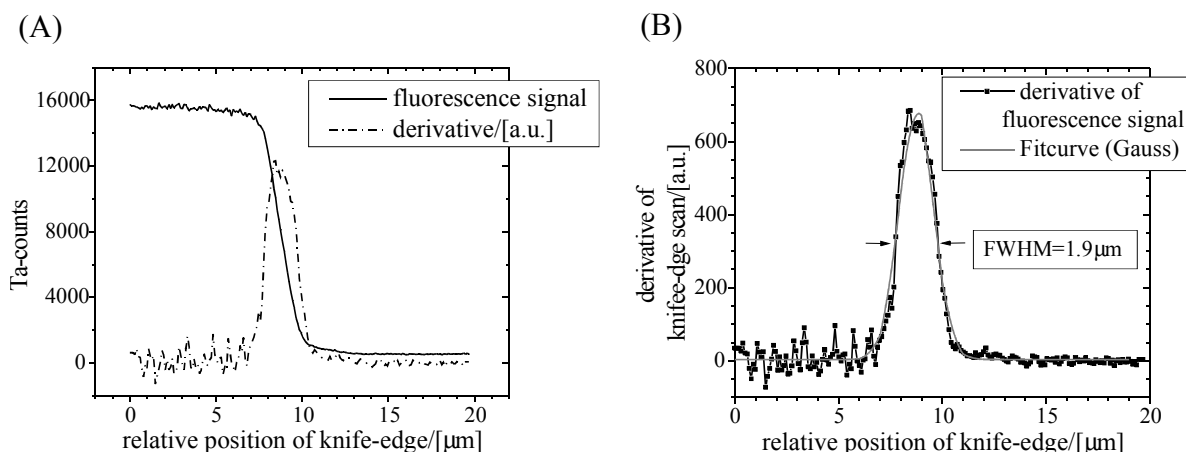 (A)
fluorescence signal
derivative/[a.u.]
16000
12000
8000
4000
0
Ta-counts
0
5
10
15
20
relative position of knife-edge/[µm]
(B)
derivative of
fluorescence signal
Fitcurve (Gauss)
FWHM=1.9µm
800
600
400
200
0
derivative of
knifee-dge scan/[a.u.]
0
5
10
15
20
relative position of knife-edge/[µm]